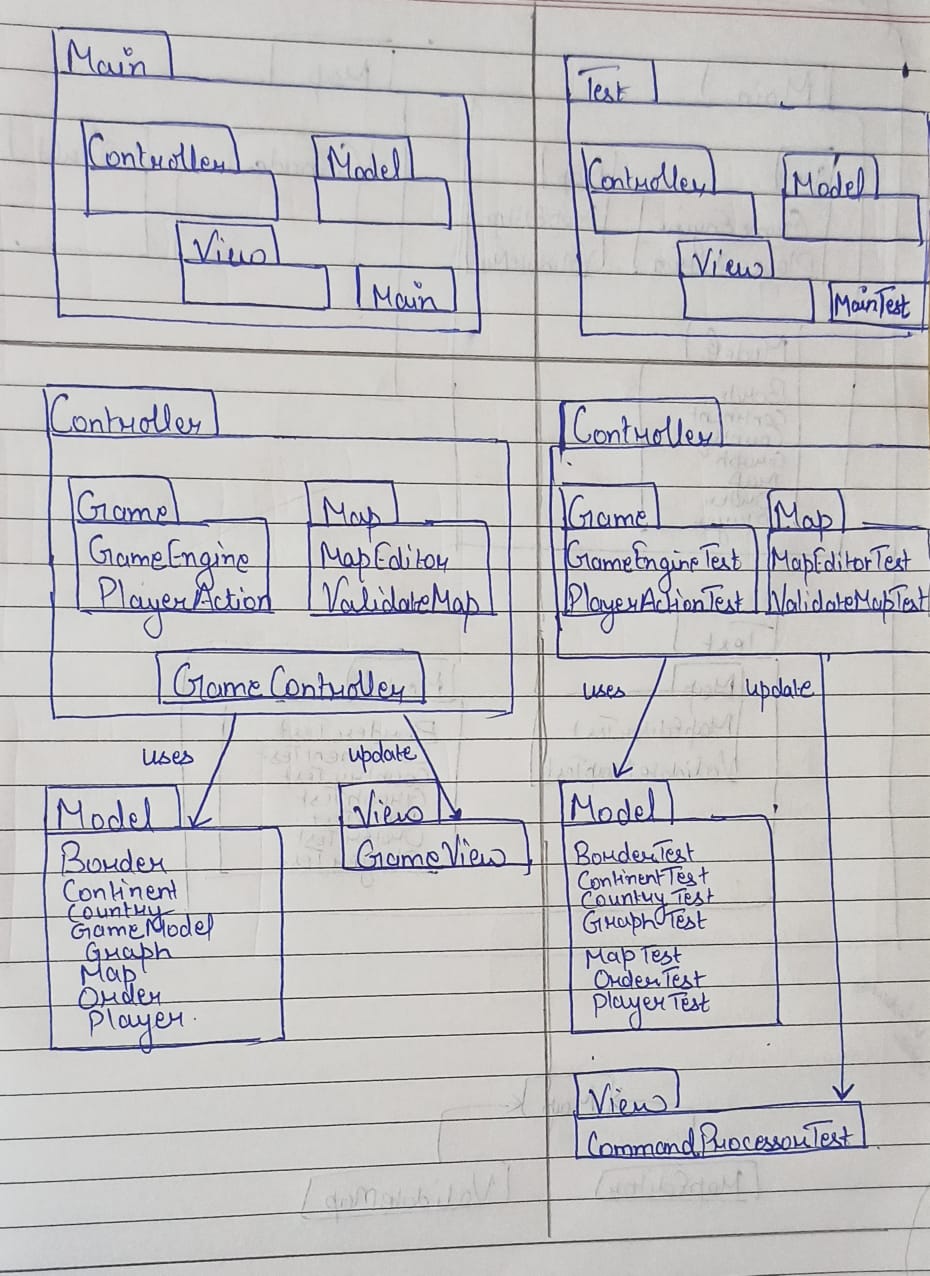 Main
Controller
Model
View
Main
Test
Controller
Model
View
MainTest
Controller
Game
GameEngine
PlayerAction
Map
MapEditor
ValidateMap
GameController
uses
update
Model
Border
Continent
Country
GameModel
Graph
Map
Order
Player.
View
GameView
Controller
Game
GameEngineTest
PlayerActionTest
Map
MapEditorTest
ValidateMapTest
uses
update
Model
BorderTest
ContinentTest
CountryTest
GraphTest
MapTest
OrderTest
PlayerTest
View
CommandProcessorTest